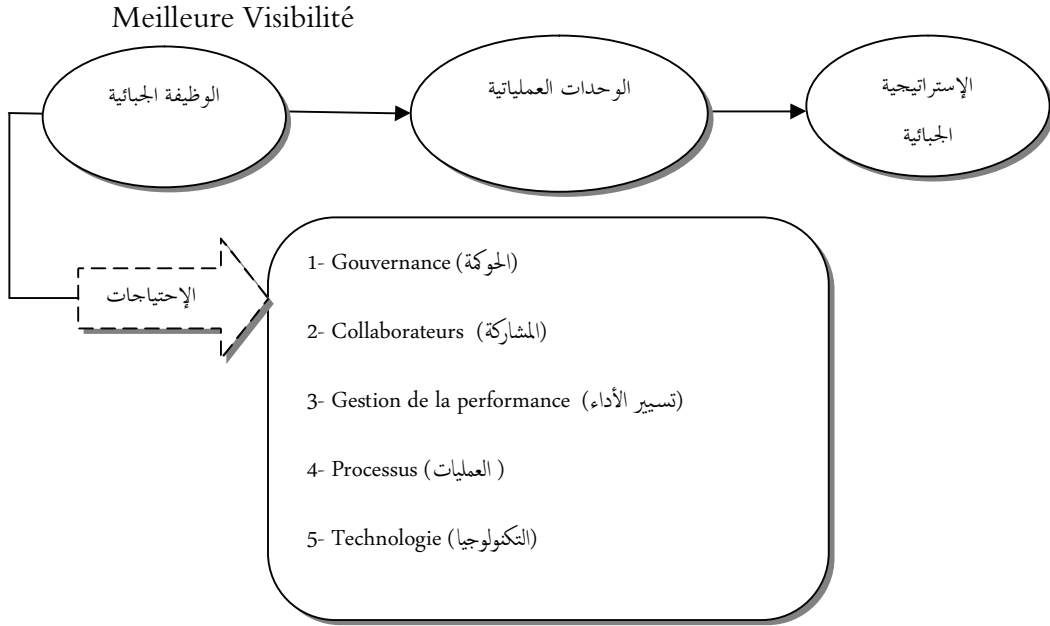 Meilleure Visibilité
الوظيفة الجبائية
الوحدات العملياتية
الإستراتيجية
الجبائية
الإحتياجات
1- Gouvernance (الحوكمة)
2- Collaborateurs (المشاركة)
3- Gestion de la performance (تسيير الأداء)
4- Processus (العمليات )
5- Technologie (التكنولوجيا)